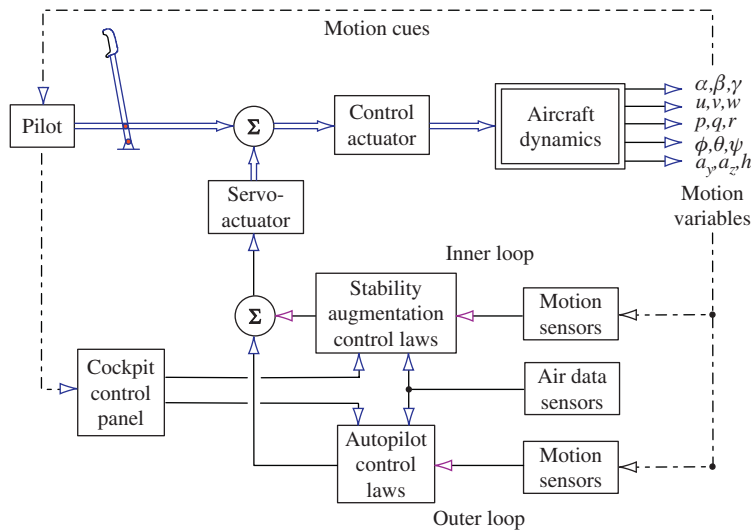 Motion cues
Pilot
Σ
Control
actuator
Aircraft
dynamics
α,β,γ
u,v,w
p,q,r
ϕ,θ,ψ
a_y,a_z,h
Motion
variables
Servo-
actuator
Inner loop
Σ
Stability
augmentation
control laws
Motion
sensors
Cockpit
control
panel
Air data
sensors
Autopilot
control
laws
Motion
sensors
Outer loop